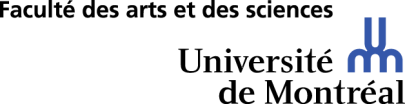 Faculté des arts et des sciences
Université
de Montréal